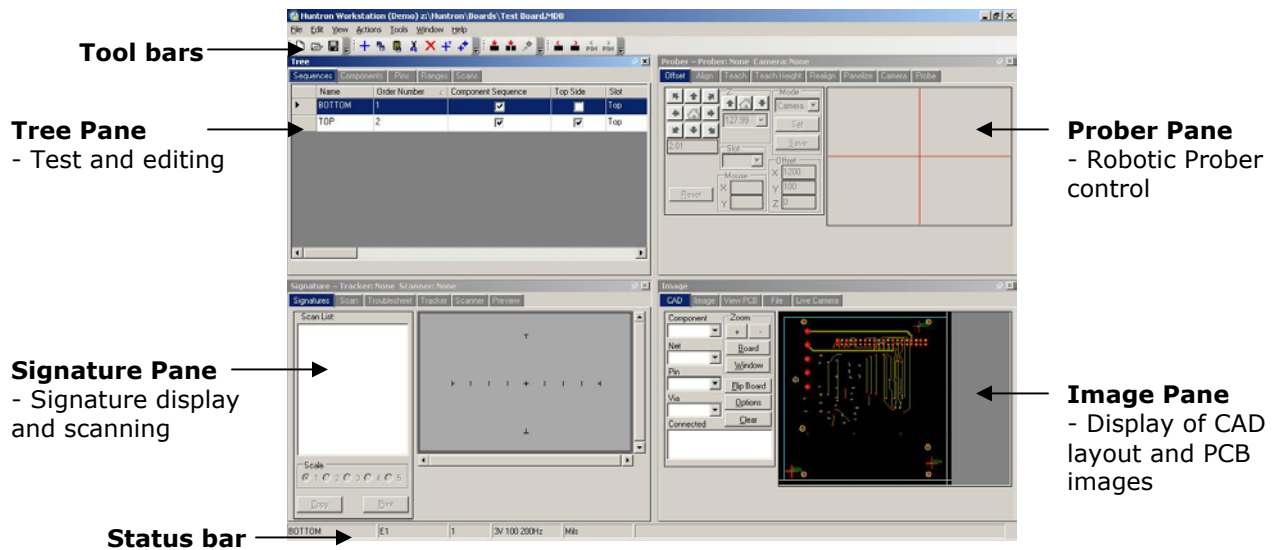 Huntron Workstation (Demo) z:\Huntron\Boards\Test Board.MDB
File Edit View Actions Tools Window Help
Tool bars
Tree
Sequences Components Pins Ranges Scans
Name Order Number Component Sequence Top Side Slot
BOTTOM 1 Top
TOP 2 Top
Tree Pane
- Test and editing
Prober – Prober: None Camera: None
Offset Align Teach Teach Height Realign Panelize Camera Probe
Z
Mode
Camera
127.99
Set
Save
2.01
Slot
Offset
X 1200
Mouse
X
Y 100
Reset
Y
Z 0
Prober Pane
- Robotic Prober
control
Signature – Tracker: None Scanner: None
Signatures Scan Troublesheet Tracker Scanner Preview
Scan List:
Scale
1 2 3 4 5
Copy Print
Signature Pane
- Signature display
and scanning
Image
CAD Image View PCB File Live Camera
Component Zoom
+ -
Net
Board
Window
Pin
Flip Board
Via
Options
Connected
Clear
Image Pane
- Display of CAD
layout and PCB
images
BOTTOM E1 1 3V 100 200Hz Mils
Status bar